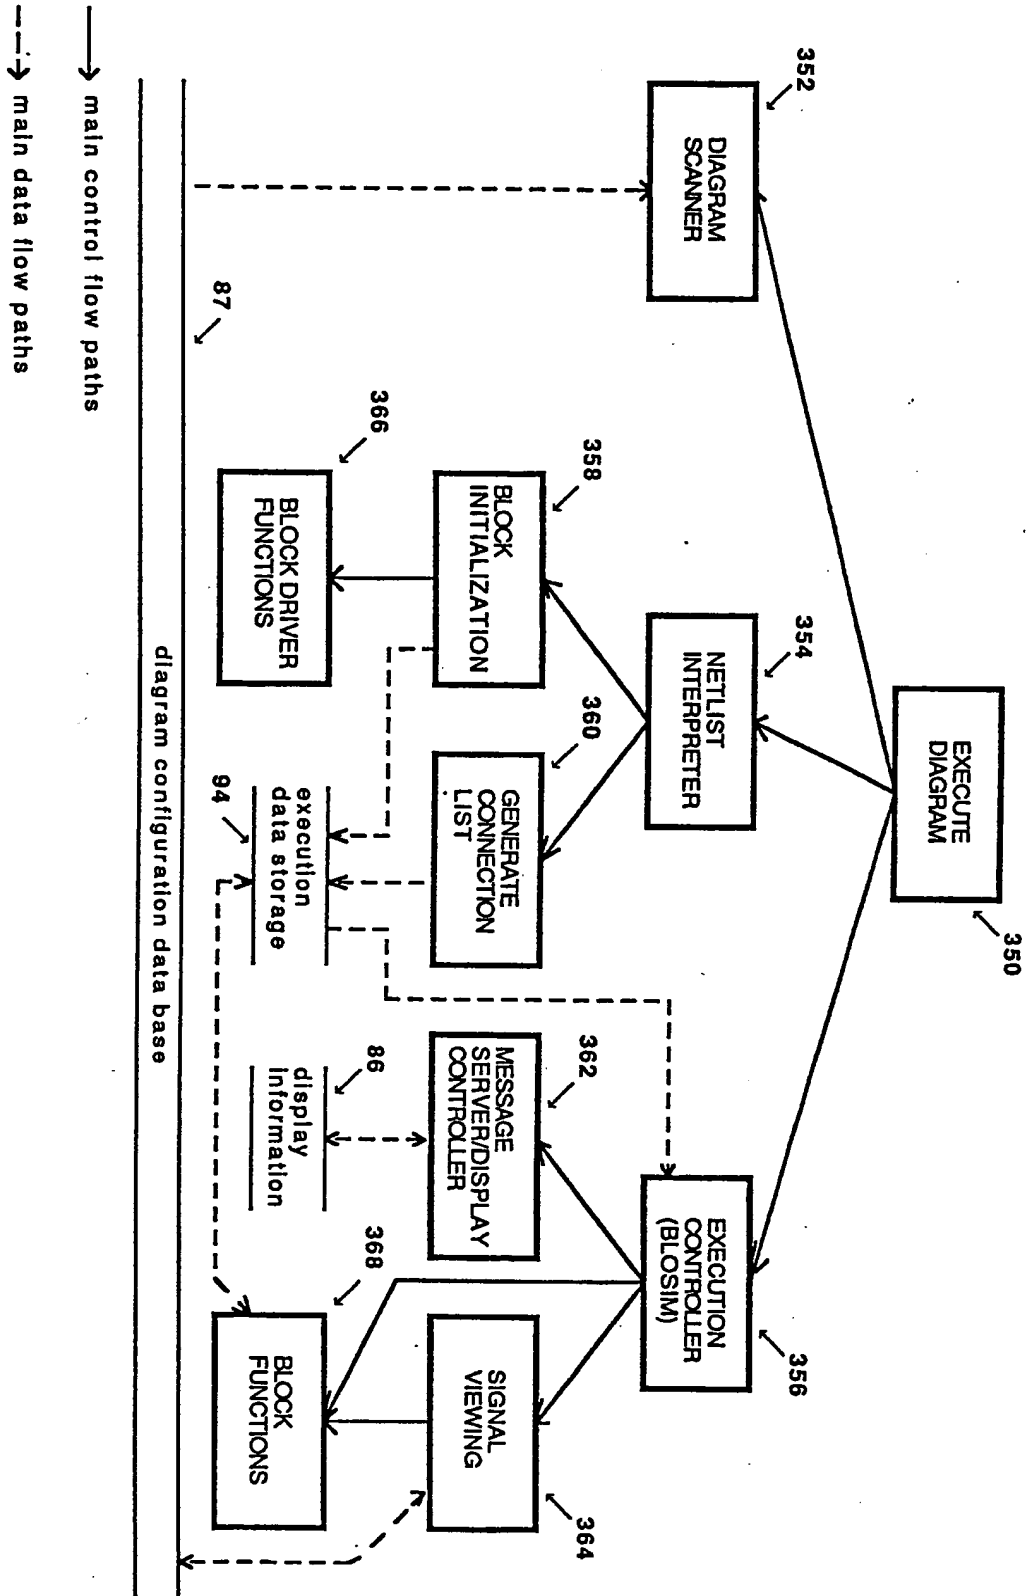 350
EXECUTE
DIAGRAM
352
DIAGRAM
SCANNER
354
NETLIST
INTERPRETER
356
EXECUTION
CONTROLLER
(BLOSIM)
358
BLOCK
INITIALIZATION
360
GENERATE
CONNECTION
LIST
362
MESSAGE
SERVER/DISPLAY
CONTROLLER
364
SIGNAL
VIEWING
366
BLOCK DRIVER
FUNCTIONS
94
execution
data storage
86
display
information
368
BLOCK
FUNCTIONS
87
diagram configuration data base
main control flow paths
main data flow paths